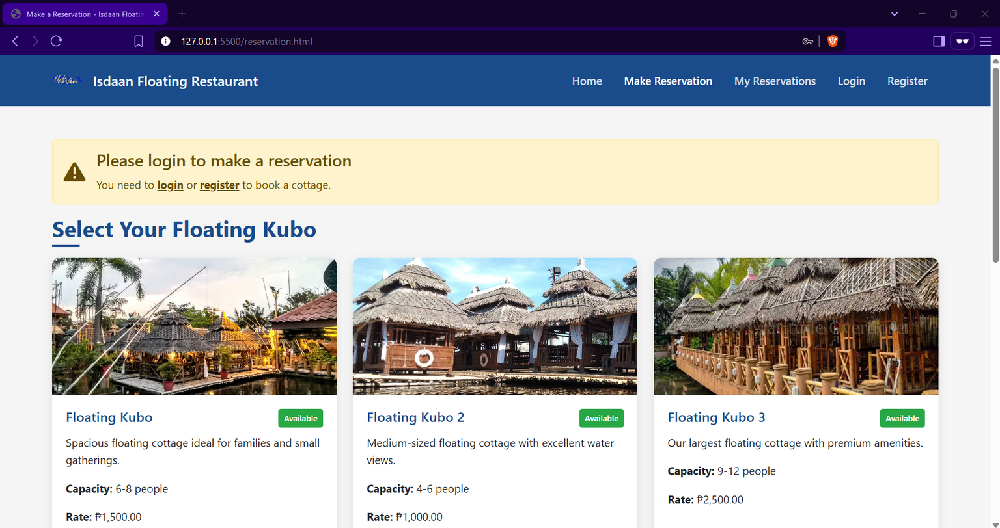 Make a Reservation - Isdaan Floatin
127.0.0.1:5500/reservation.html
Isdaan
Isdaan Floating Restaurant
Home
Make Reservation
My Reservations
Login
Register
Please login to make a reservation
You need to login or register to book a cottage.
Select Your Floating Kubo
Floating Kubo
Available
Spacious floating cottage ideal for families and small
gatherings.
Capacity: 6-8 people
Rate: ₱1,500.00
Floating Kubo 2
Available
Medium-sized floating cottage with excellent water
views.
Capacity: 4-6 people
Rate: ₱1,000.00
Floating Kubo 3
Available
Our largest floating cottage with premium amenities.
Capacity: 9-12 people
Rate: ₱2,500.00